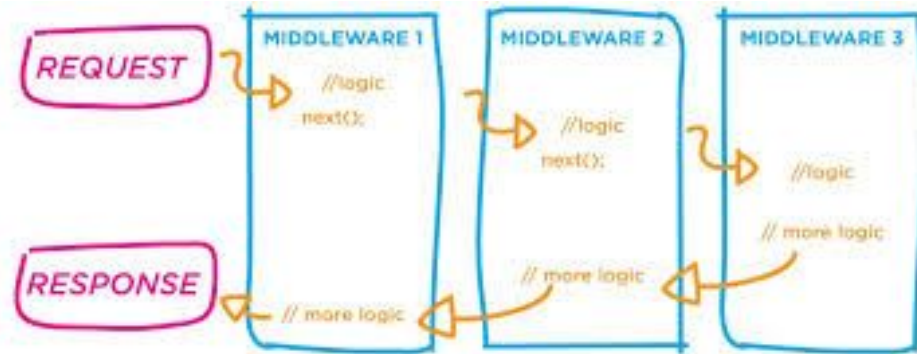 REQUEST
MIDDLEWARE 1
//logic
next();
MIDDLEWARE 2
//logic
next();
MIDDLEWARE 3
//logic
// more logic
// more logic
// more logic
RESPONSE